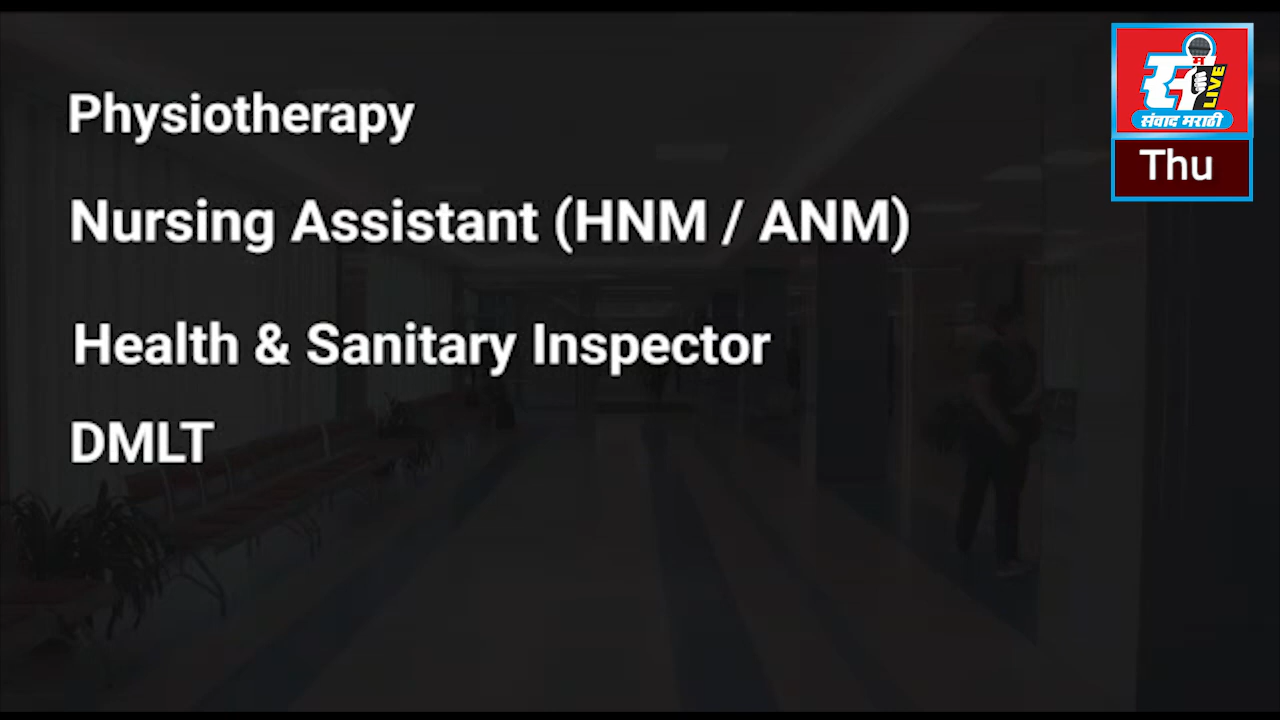 Physiotherapy
Nursing Assistant (HNM / ANM)
Health & Sanitary Inspector
DMLT
स
म
LIVE
संवाद मराठी
Thu